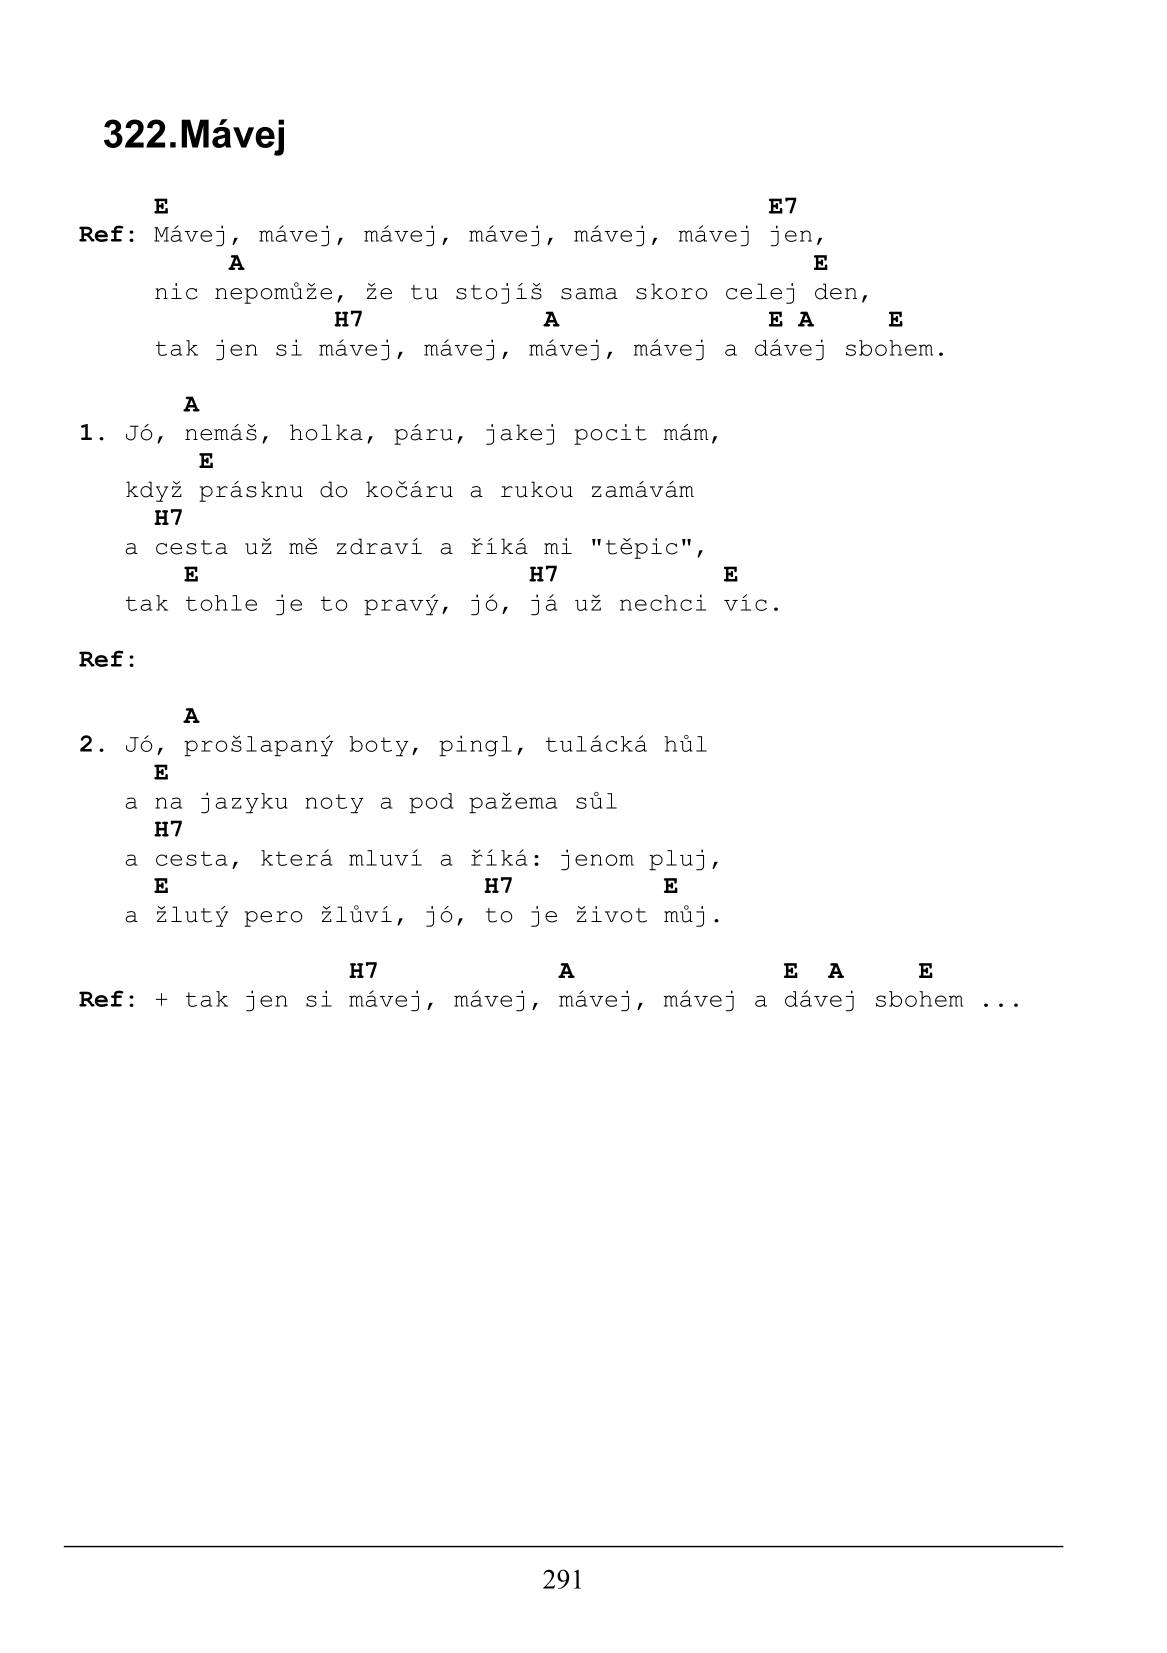 322.Mávej
E E7
Ref: Mávej, mávej, mávej, mávej, mávej, mávej jen,
A E
nic nepomůže, že tu stojíš sama skoro celej den,
H7 A E A E
tak jen si mávej, mávej, mávej, mávej a dávej sbohem.
A
1. Jó, nemáš, holka, páru, jakej pocit mám,
E
když prásknu do kočáru a rukou zamávám
H7
a cesta už mě zdraví a říká mi "těpic",
E H7 E
tak tohle je to pravý, jó, já už nechci víc.
Ref:
A
2. Jó, prošlapaný boty, pingl, tulácká hůl
E
a na jazyku noty a pod pažema sůl
H7
a cesta, která mluví a říká: jenom pluj,
E H7 E
a žlutý pero žlůví, jó, to je život můj.
H7 A E A E
Ref: + tak jen si mávej, mávej, mávej, mávej a dávej sbohem ...
291